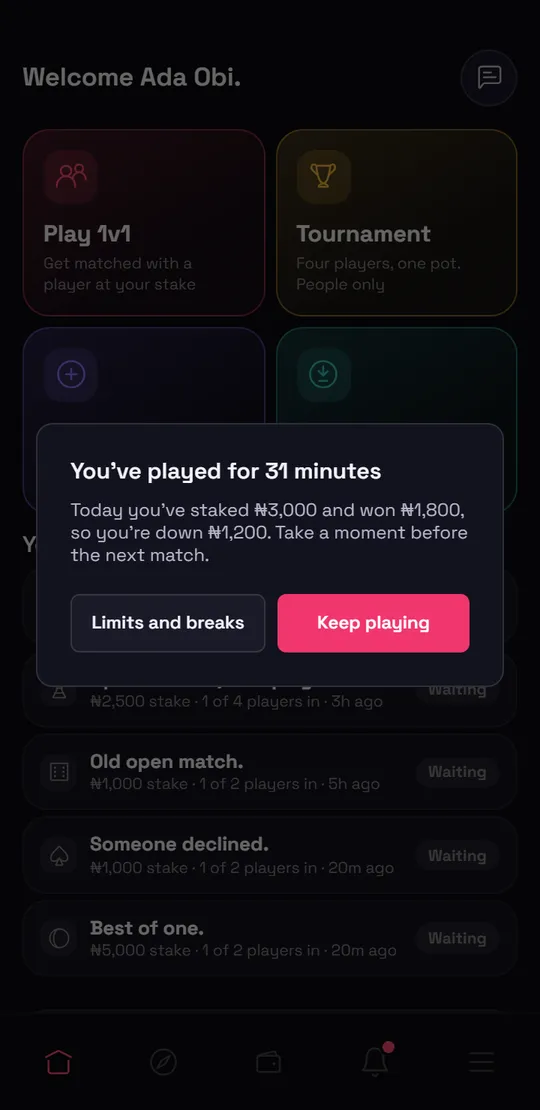 Welcome Ada Obi.
Play 1v1
Get matched with a
player at your stake
Tournament
Four players, one pot.
People only
You've played for 31 minutes
Today you've staked ₦3,000 and won ₦1,800,
so you're down ₦1,200. Take a moment before
the next match.
Limits and breaks
Keep playing
₦2,500 stake · 1 of 4 players in · 3h ago
Waiting
Old open match.
₦1,000 stake · 1 of 2 players in · 5h ago
Waiting
Someone declined.
₦1,000 stake · 1 of 2 players in · 20m ago
Waiting
Best of one.
₦5,000 stake · 1 of 2 players in · 20m ago
Waiting